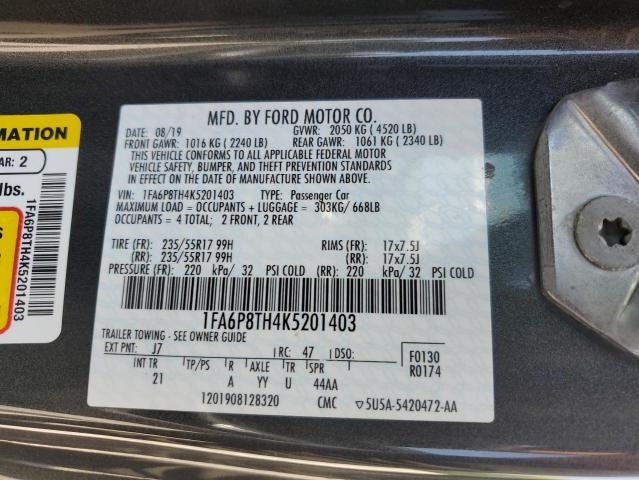 MFD. BY FORD MOTOR CO.
DATE: 08/19 GVWR: 2050 KG ( 4520 LB)
FRONT GAWR: 1016 KG ( 2240 LB) REAR GAWR: 1061 KG ( 2340 LB)
THIS VEHICLE CONFORMS TO ALL APPLICABLE FEDERAL MOTOR
VEHICLE SAFETY, BUMPER, AND THEFT PREVENTION STANDARDS
IN EFFECT ON THE DATE OF MANUFACTURE SHOWN ABOVE.
VIN: 1FA6P8TH4K5201403 TYPE: Passenger Car
MAXIMUM LOAD = OCCUPANTS + LUGGAGE = 303KG/ 668LB
OCCUPANTS = 4 TOTAL; 2 FRONT, 2 REAR
TIRE (FR): 235/55R17 99H RIMS (FR): 17x7.5J
(RR): 235/55R17 99H (RR): 17x7.5J
PRESSURE (FR): 220 kPa/ 32 PSI COLD (RR): 220 kPa/ 32 PSI COLD
1FA6P8TH4K5201403
TRAILER TOWING - SEE OWNER GUIDE
EXT PNT: J7 RC: 47 DSO: F0130
INT TR TP/PS R AXLE TR SPR R0174
21 A YY U 44AA
1201908128320 CMC ▽5U5A-5420472-AA
MATION
AR: 2
lbs.
1FA6P8TH4K5201403